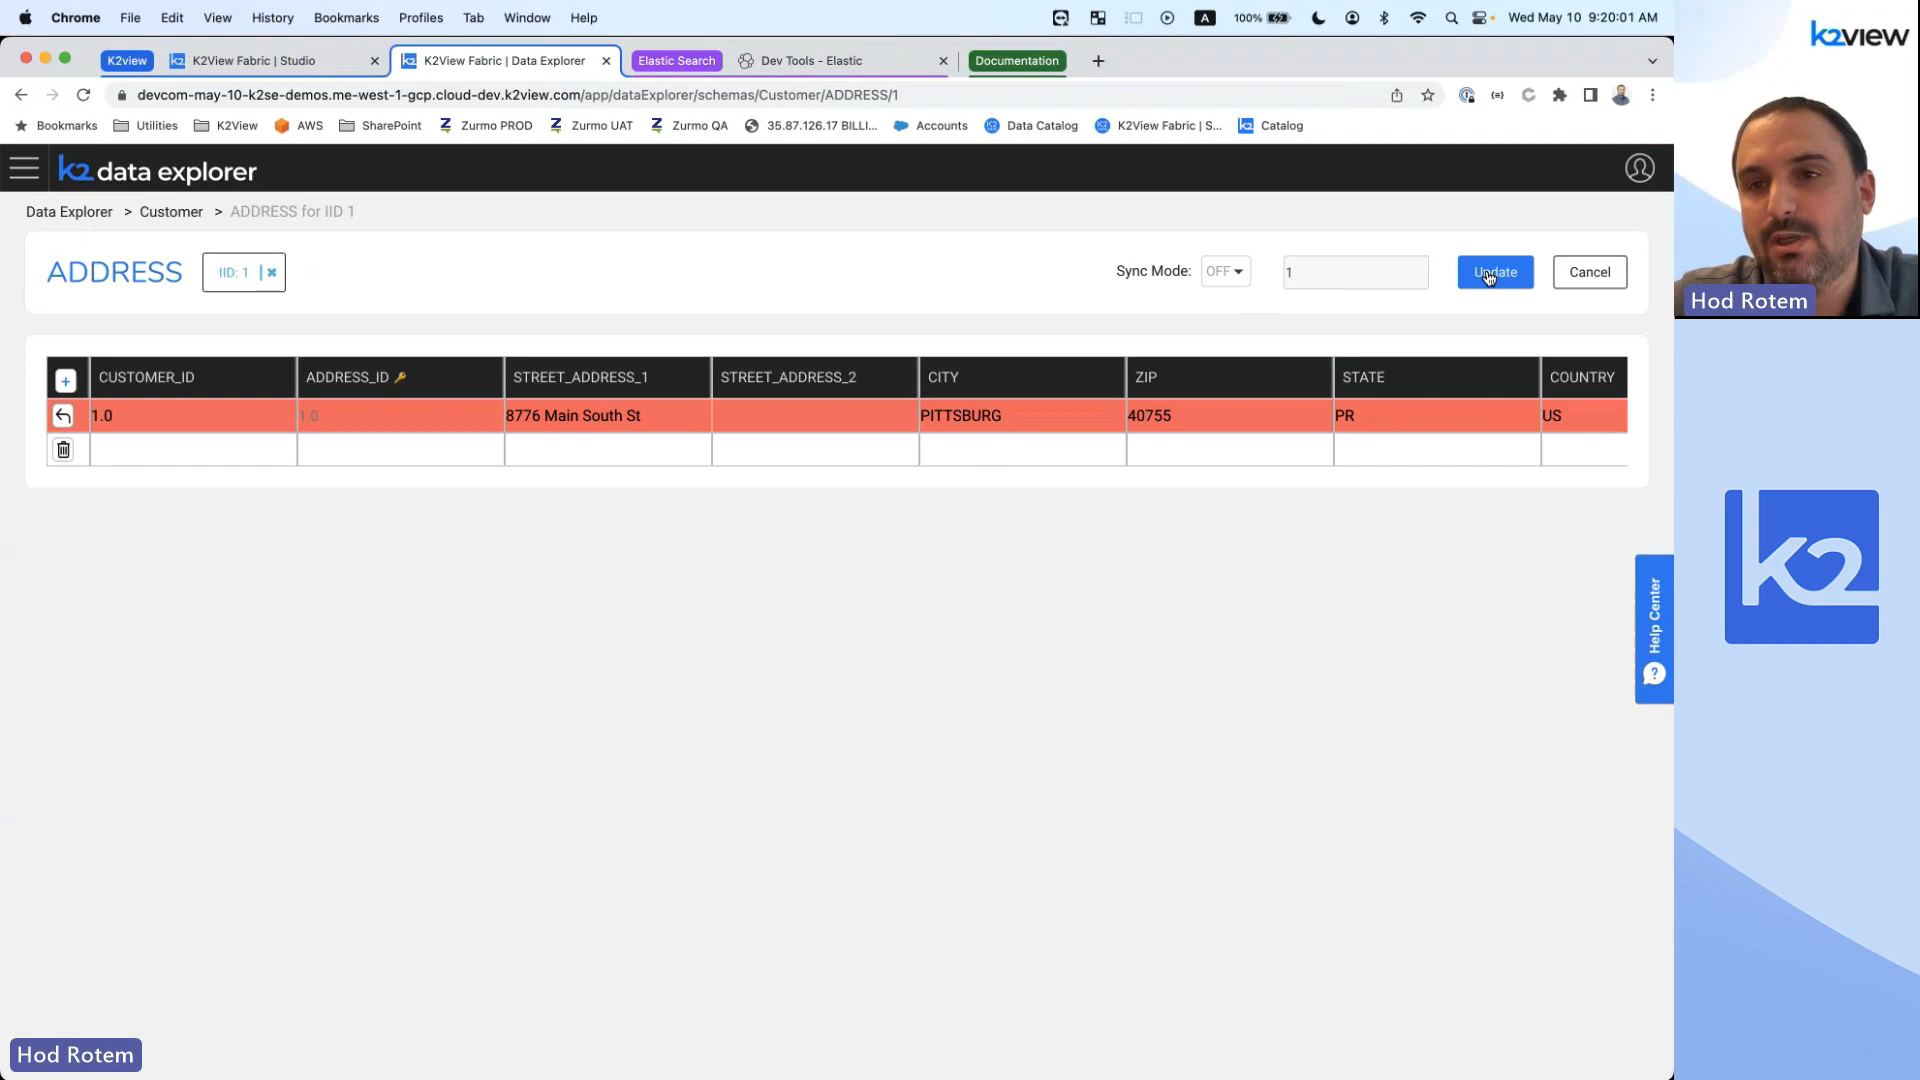 Chrome File Edit View History Bookmarks Profiles Tab Window Help A 100% Wed May 10 9:20:01 AM
k2view
K2view K2View Fabric | Studio K2View Fabric | Data Explorer Elastic Search Dev Tools - Elastic Documentation
devcom-may-10-k2se-demos.me-west-1-gcp.cloud-dev.k2view.com/app/dataExplorer/schemas/Customer/ADDRESS/1
Bookmarks Utilities K2View AWS SharePoint Zurmo PROD Zurmo UAT Zurmo QA 35.87.126.17 BILLI... Accounts Data Catalog K2View Fabric | S... Catalog
k2 data explorer
Data Explorer > Customer > ADDRESS for IID 1
ADDRESS IID: 1 Sync Mode: OFF 1 Update Cancel
Hod Rotem
CUSTOMER_ID ADDRESS_ID STREET_ADDRESS_1 STREET_ADDRESS_2 CITY ZIP STATE COUNTRY
1.0 1.0 8776 Main South St PITTSBURG 40755 PR US
k2
Help Center
?
Hod Rotem